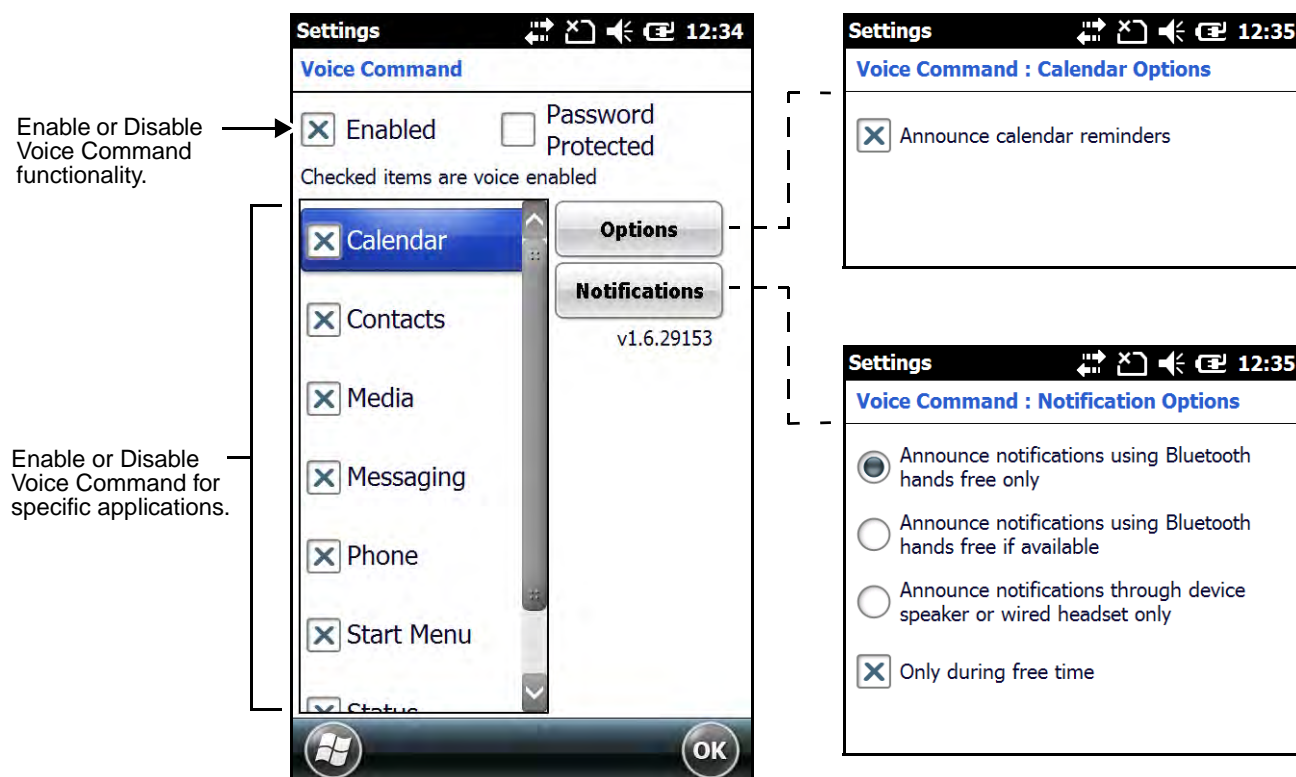 Settings 12:34
Voice Command
Enabled
Password
Protected
Checked items are voice enabled
Calendar
Contacts
Media
Messaging
Phone
Start Menu
Status
Options
Notifications
v1.6.29153
OK
Enable or Disable
Voice Command
functionality.
Enable or Disable
Voice Command for
specific applications.
Settings 12:35
Voice Command : Calendar Options
Announce calendar reminders
Settings 12:35
Voice Command : Notification Options
Announce notifications using Bluetooth
hands free only
Announce notifications using Bluetooth
hands free if available
Announce notifications through device
speaker or wired headset only
Only during free time